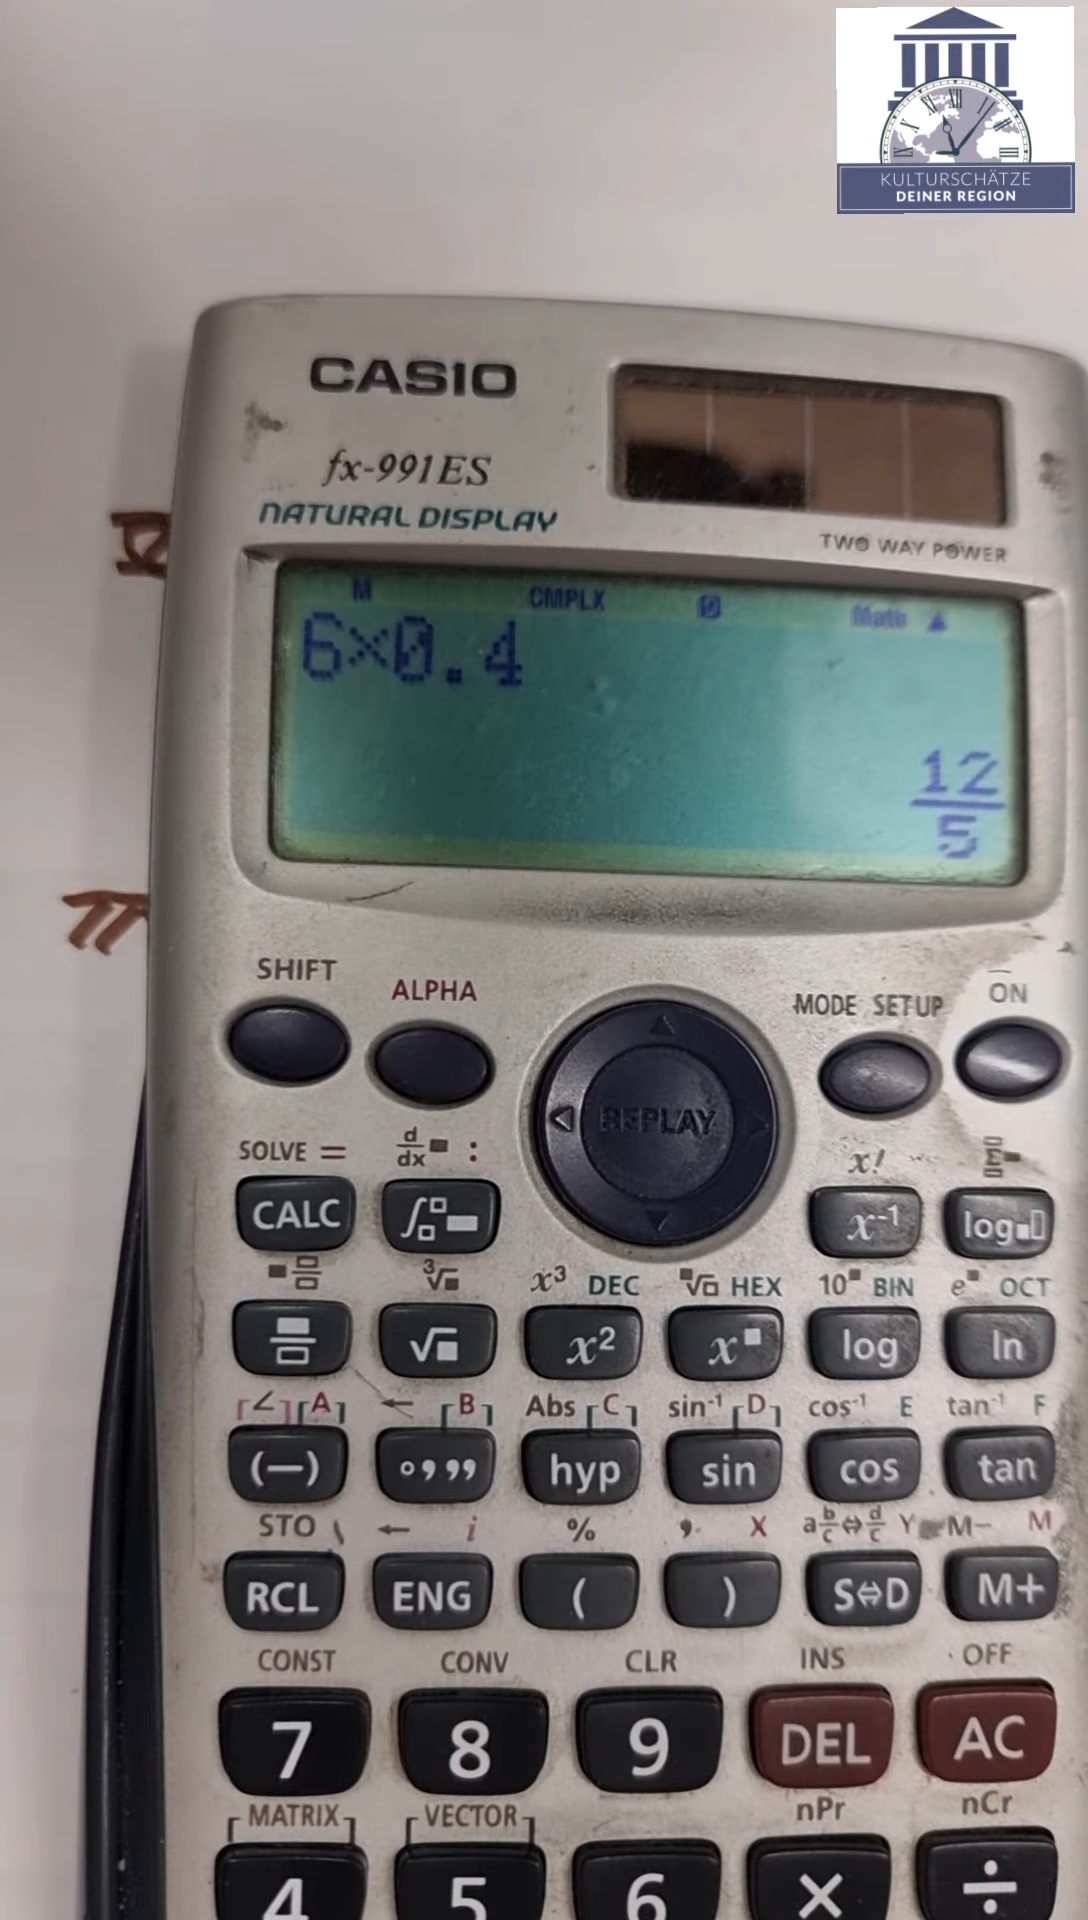 KULTURSCHÄTZE
DEINER REGION
CASIO
fx-991ES
NATURAL DISPLAY
TWO WAY POWER
M CMPLX D Math ▲
6×0.4
12
5
SHIFT ALPHA MODE SETUP ON
REPLAY
SOLVE = d/dx■ : x! Σ■
CALC ∫ x⁻¹ log
³√■ x³ DEC ■√□ HEX 10■ BIN e■ OCT
√■ x² x■ log ln
∠ A ← B Abs C sin⁻¹ D cos⁻¹ E tan⁻¹ F
(−) °,,, hyp sin cos tan
STO ← i % , X a b/c⇔d/c Y M− M
RCL ENG ( ) S⇔D M+
CONST CONV CLR INS OFF
7 8 9 DEL AC
MATRIX VECTOR nPr nCr
4 5 6 × ÷